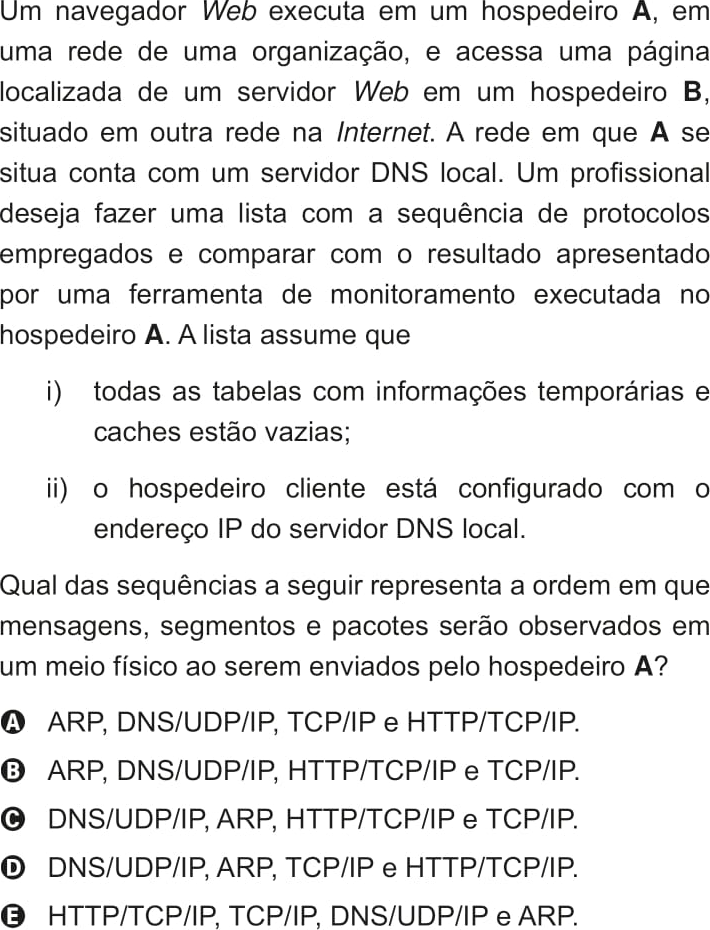 Um navegador Web executa em um hospedeiro A, em
uma rede de uma organização, e acessa uma página
localizada de um servidor Web em um hospedeiro B,
situado em outra rede na Internet. A rede em que A se
situa conta com um servidor DNS local. Um profissional
deseja fazer uma lista com a sequência de protocolos
empregados e comparar com o resultado apresentado
por uma ferramenta de monitoramento executada no
hospedeiro A. A lista assume que
i) todas as tabelas com informações temporárias e
caches estão vazias;
ii) o hospedeiro cliente está configurado com o
endereço IP do servidor DNS local.
Qual das sequências a seguir representa a ordem em que
mensagens, segmentos e pacotes serão observados em
um meio físico ao serem enviados pelo hospedeiro A?
A ARP, DNS/UDP/IP, TCP/IP e HTTP/TCP/IP.
B ARP, DNS/UDP/IP, HTTP/TCP/IP e TCP/IP.
C DNS/UDP/IP, ARP, HTTP/TCP/IP e TCP/IP.
D DNS/UDP/IP, ARP, TCP/IP e HTTP/TCP/IP.
E HTTP/TCP/IP, TCP/IP, DNS/UDP/IP e ARP.